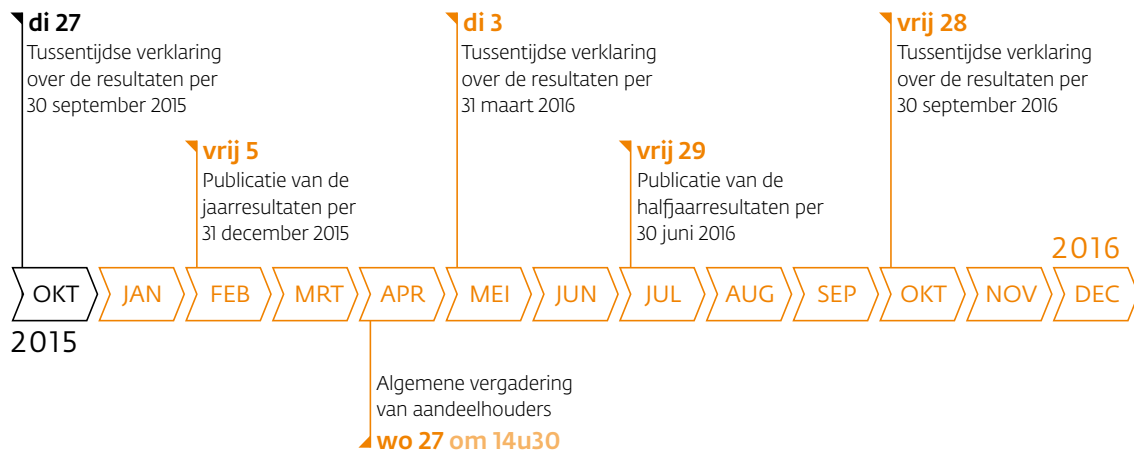 di 27
Tussentijdse verklaring
over de resultaten per
30 september 2015
di 3
Tussentijdse verklaring
over de resultaten per
31 maart 2016
vrij 28
Tussentijdse verklaring
over de resultaten per
30 september 2016
vrij 5
Publicatie van de
jaarresultaten per
31 december 2015
vrij 29
Publicatie van de
halfjaarresultaten per
30 juni 2016
2016
OKT JAN FEB MRT APR MEI JUN JUL AUG SEP OKT NOV DEC
2015
Algemene vergadering
van aandeelhouders
wo 27 om 14u30